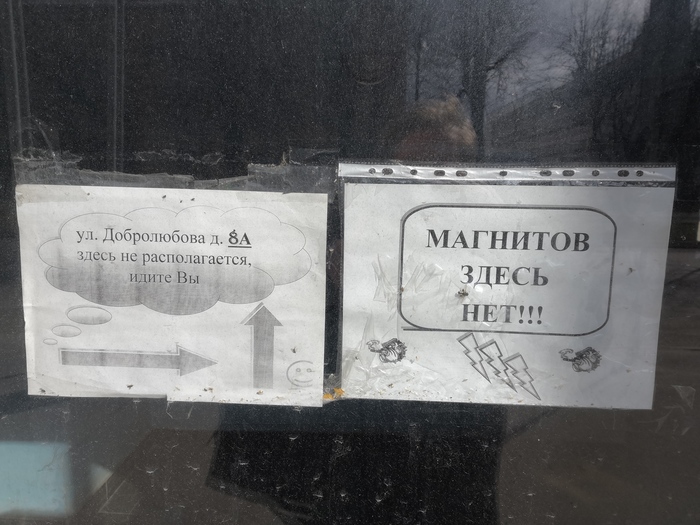 ул. Добролюбова д. 8А
здесь не располагается,
идите Вы
МАГНИТОВ
ЗДЕСЬ
НЕТ!!!